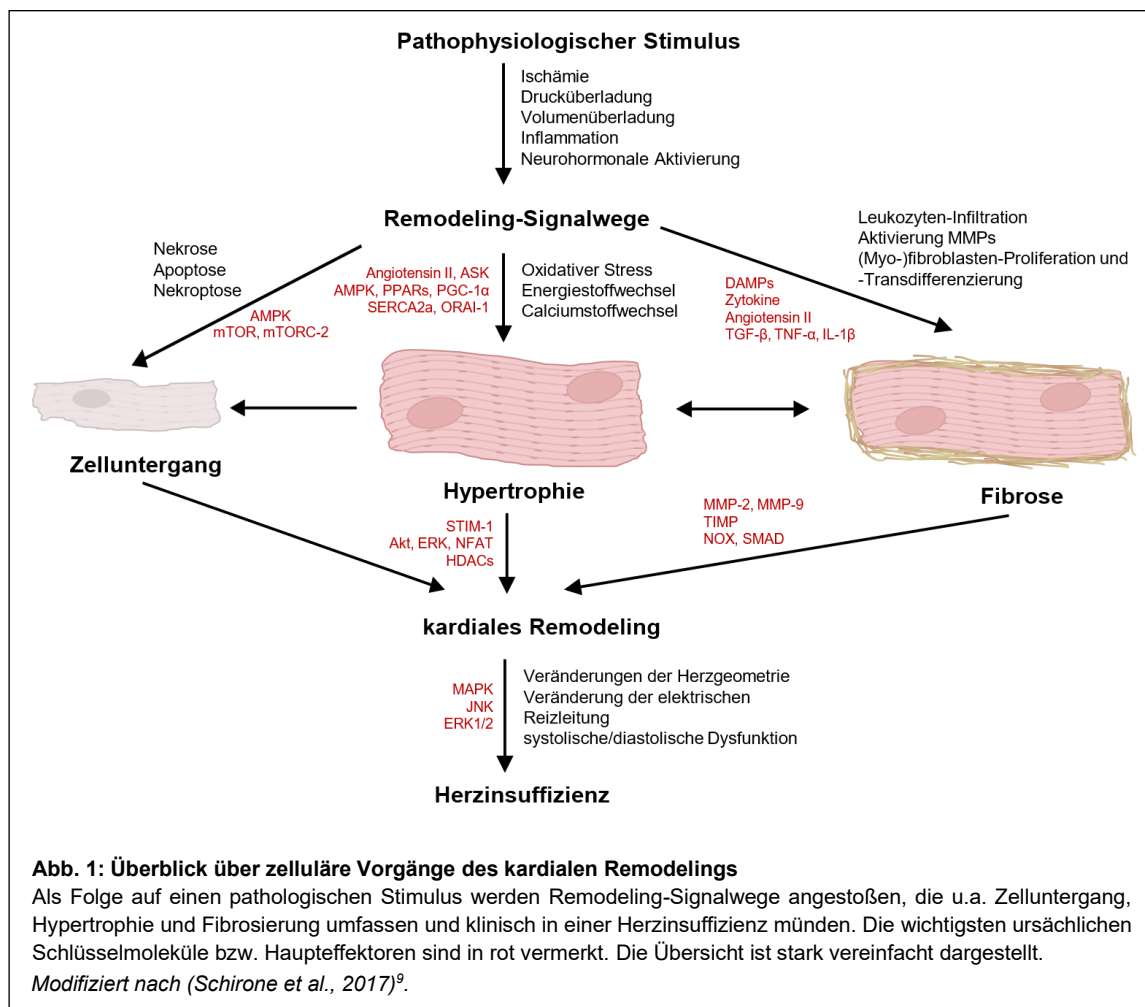 Pathophysiologischer Stimulus
Ischämie
Drucküberladung
Volumenüberladung
Inflammation
Neurohormonale Aktivierung
Remodeling-Signalwege
Nekrose
Apoptose
Nekroptose
AMPK
mTOR, mTORC-2
Angiotensin II, ASK
AMPK, PPARs, PGC-1α
SERCA2a, ORAI-1
Oxidativer Stress
Energiestoffwechsel
Calciumstoffwechsel
DAMPs
Zytokine
Angiotensin II
TGF-β, TNF-α, IL-1β
Leukozyten-Infiltration
Aktivierung MMPs
(Myo-)fibroblasten-Proliferation und
-Transdifferenzierung
Zelluntergang
Hypertrophie
Fibrose
STIM-1
Akt, ERK, NFAT
HDACs
MMP-2, MMP-9
TIMP
NOX, SMAD
kardiales Remodeling
MAPK
JNK
ERK1/2
Veränderungen der Herzgeometrie
Veränderung der elektrischen
Reizleitung
systolische/diastolische Dysfunktion
Herzinsuffizienz
Abb. 1: Überblick über zelluläre Vorgänge des kardialen Remodelings
Als Folge auf einen pathologischen Stimulus werden Remodeling-Signalwege angestoßen, die u.a. Zelluntergang,
Hypertrophie und Fibrosierung umfassen und klinisch in einer Herzinsuffizienz münden. Die wichtigsten ursächlichen
Schlüsselmoleküle bzw. Haupteffektoren sind in rot vermerkt. Die Übersicht ist stark vereinfacht dargestellt.
Modifiziert nach (Schirone et al., 2017)⁹.